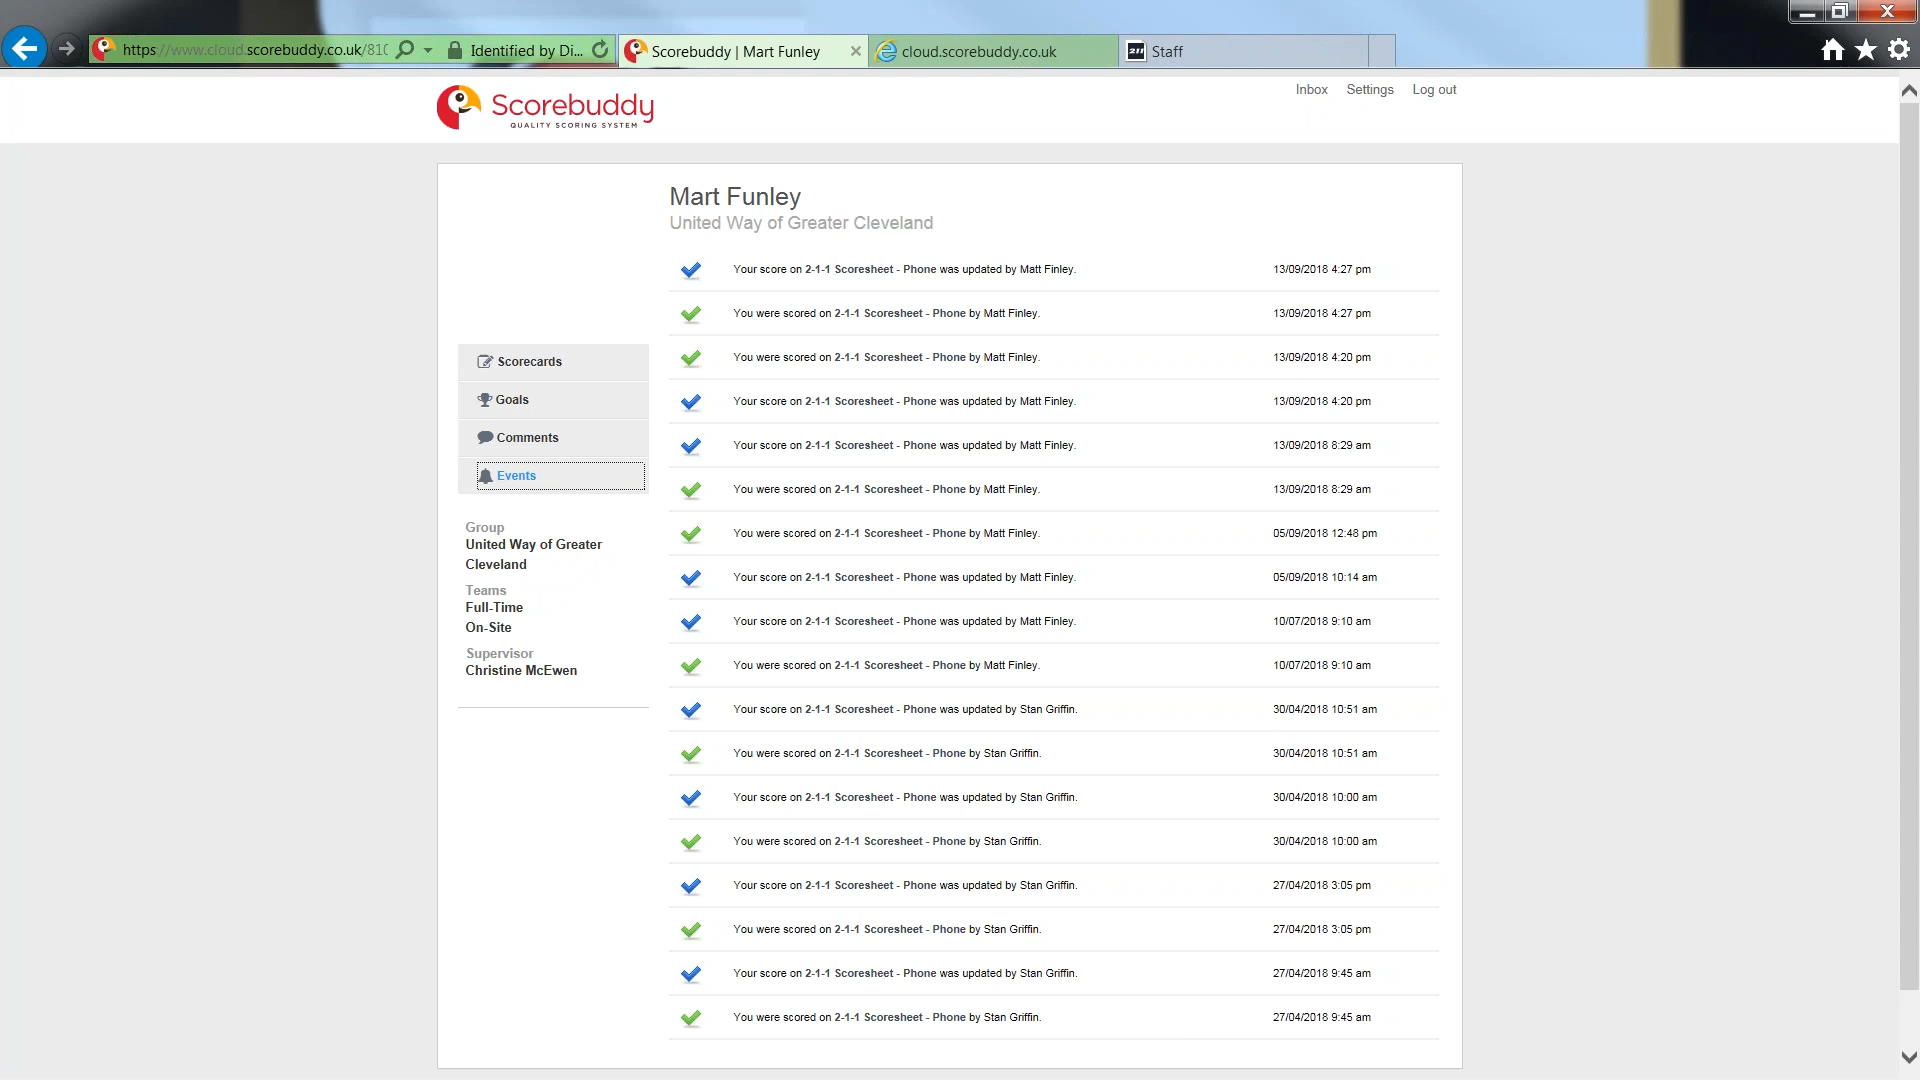 https://www.cloud.scorebuddy.co.uk/810
Identified by Di...
Scorebuddy | Mart Funley
cloud.scorebuddy.co.uk
211 Staff
Scorebuddy
QUALITY SCORING SYSTEM
Inbox Settings Log out
Mart Funley
United Way of Greater Cleveland
Your score on 2-1-1 Scoresheet - Phone was updated by Matt Finley. 13/09/2018 4:27 pm
You were scored on 2-1-1 Scoresheet - Phone by Matt Finley. 13/09/2018 4:27 pm
You were scored on 2-1-1 Scoresheet - Phone by Matt Finley. 13/09/2018 4:20 pm
Your score on 2-1-1 Scoresheet - Phone was updated by Matt Finley. 13/09/2018 4:20 pm
Your score on 2-1-1 Scoresheet - Phone was updated by Matt Finley. 13/09/2018 8:29 am
You were scored on 2-1-1 Scoresheet - Phone by Matt Finley. 13/09/2018 8:29 am
You were scored on 2-1-1 Scoresheet - Phone by Matt Finley. 05/09/2018 12:48 pm
Your score on 2-1-1 Scoresheet - Phone was updated by Matt Finley. 05/09/2018 10:14 am
Your score on 2-1-1 Scoresheet - Phone was updated by Matt Finley. 10/07/2018 9:10 am
You were scored on 2-1-1 Scoresheet - Phone by Matt Finley. 10/07/2018 9:10 am
Your score on 2-1-1 Scoresheet - Phone was updated by Stan Griffin. 30/04/2018 10:51 am
You were scored on 2-1-1 Scoresheet - Phone by Stan Griffin. 30/04/2018 10:51 am
Your score on 2-1-1 Scoresheet - Phone was updated by Stan Griffin. 30/04/2018 10:00 am
You were scored on 2-1-1 Scoresheet - Phone by Stan Griffin. 30/04/2018 10:00 am
Your score on 2-1-1 Scoresheet - Phone was updated by Stan Griffin. 27/04/2018 3:05 pm
You were scored on 2-1-1 Scoresheet - Phone by Stan Griffin. 27/04/2018 3:05 pm
Your score on 2-1-1 Scoresheet - Phone was updated by Stan Griffin. 27/04/2018 9:45 am
You were scored on 2-1-1 Scoresheet - Phone by Stan Griffin. 27/04/2018 9:45 am
Scorecards
Goals
Comments
Events
Group
United Way of Greater
Cleveland
Teams
Full-Time
On-Site
Supervisor
Christine McEwen